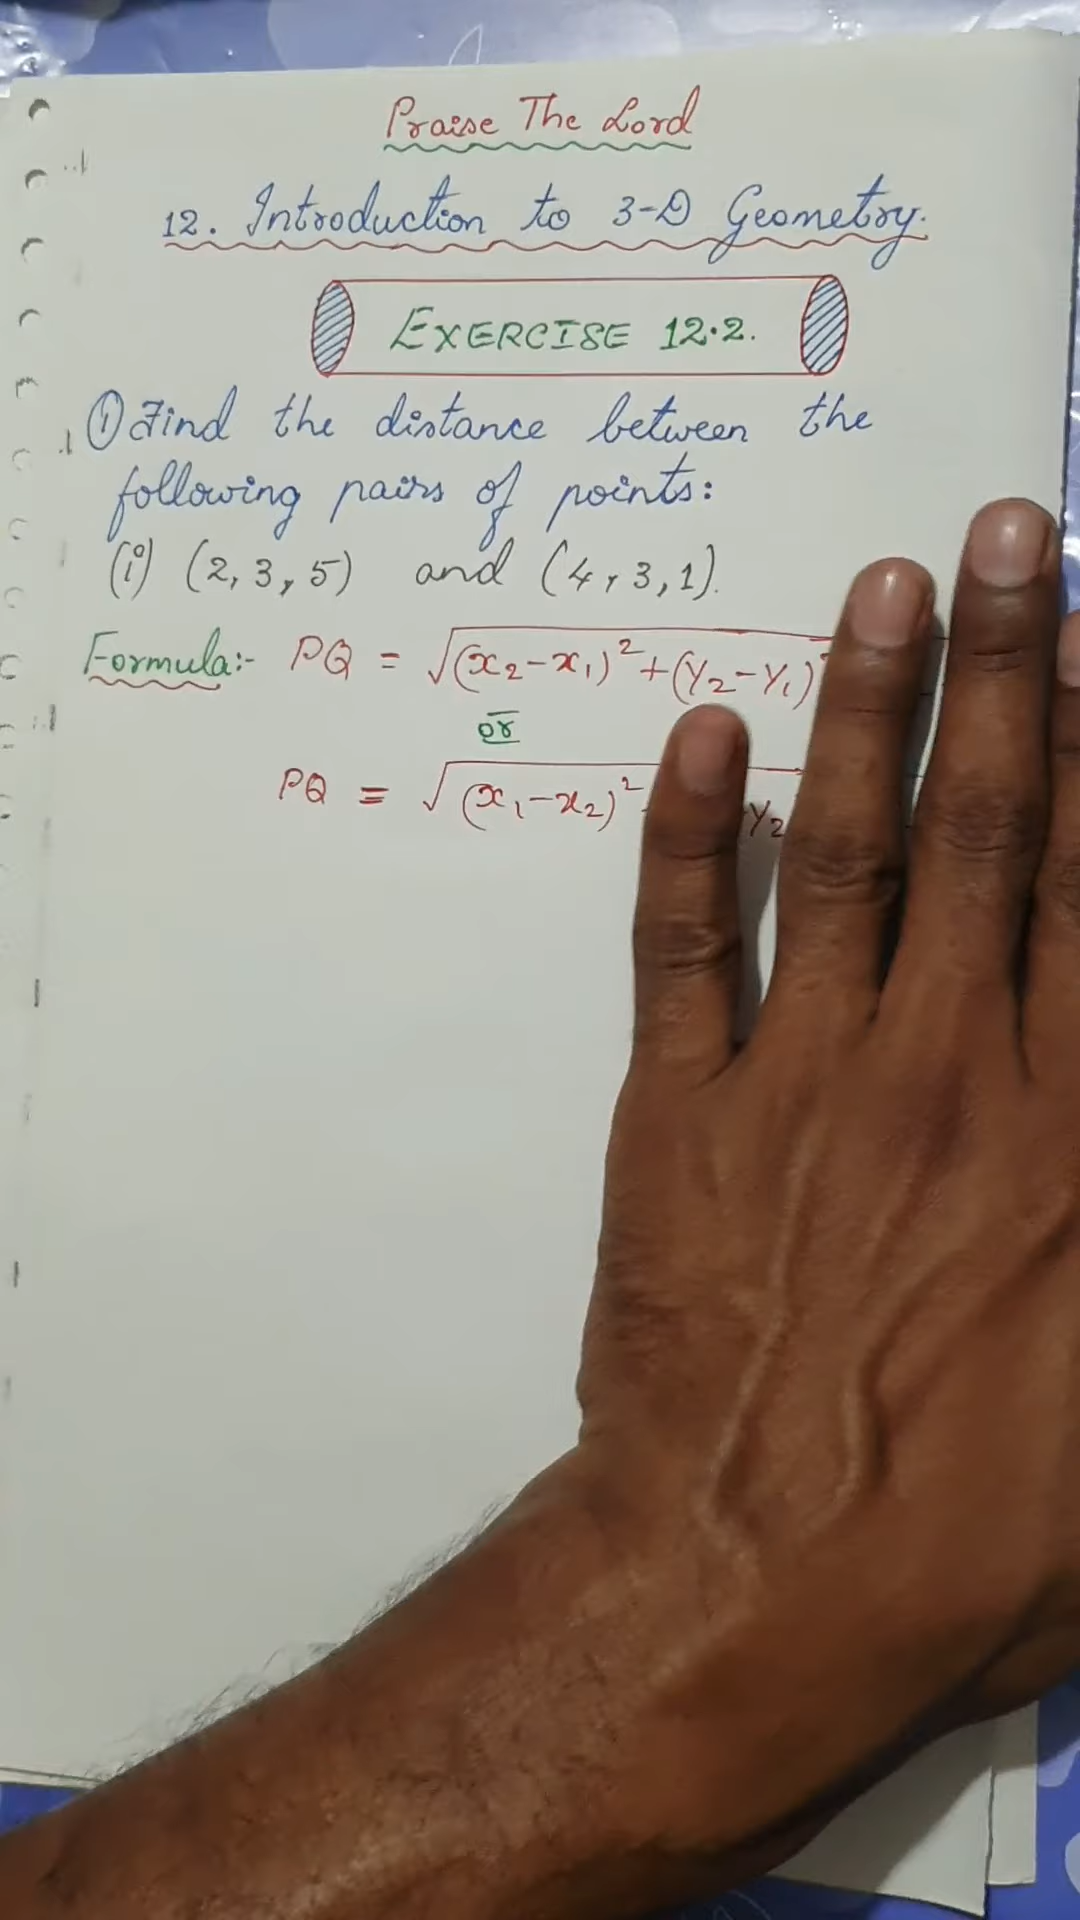 Praise The Lord
12. Introduction to 3-D Geometry.
EXERCISE 12.2.
① Find the distance between the
following pairs of points:
(i) (2, 3, 5) and (4, 3, 1).
Formula:- PQ = √(x₂-x₁)²+(Y₂-Y₁)
or
PQ = √(x₁-x₂)² Y₂